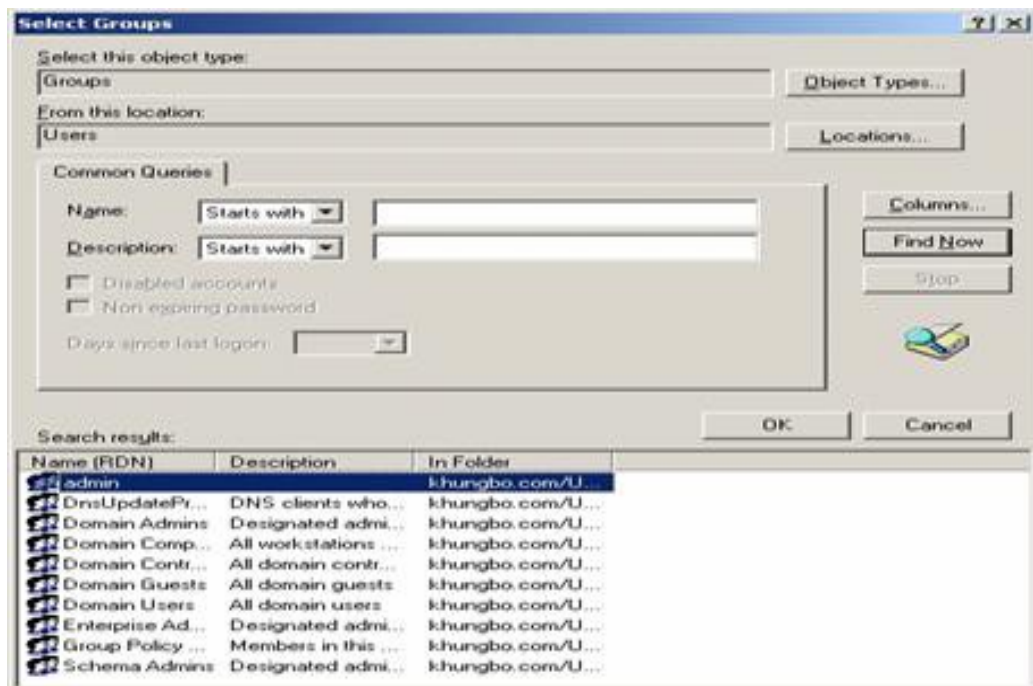 Select Groups
Select this object type:
Groups
Object Types...
From this location:
Users
Locations...
Common Queries
Name: Starts with
Columns...
Description: Starts with
Find Now
Disabled accounts
Stop
Non expiring password
Days since last logon:
OK
Cancel
Search results:
Name (RDN) Description In Folder
admin khungbo.com/U...
DnsUpdatePr... DNS clients who... khungbo.com/U...
Domain Admins Designated admi... khungbo.com/U...
Domain Comp... All workstations ... khungbo.com/U...
Domain Contr... All domain contr... khungbo.com/U...
Domain Guests All domain guests khungbo.com/U...
Domain Users All domain users khungbo.com/U...
Enterprise Ad... Designated admi... khungbo.com/U...
Group Policy ... Members in this ... khungbo.com/U...
Schema Admins Designated admi... khungbo.com/U...